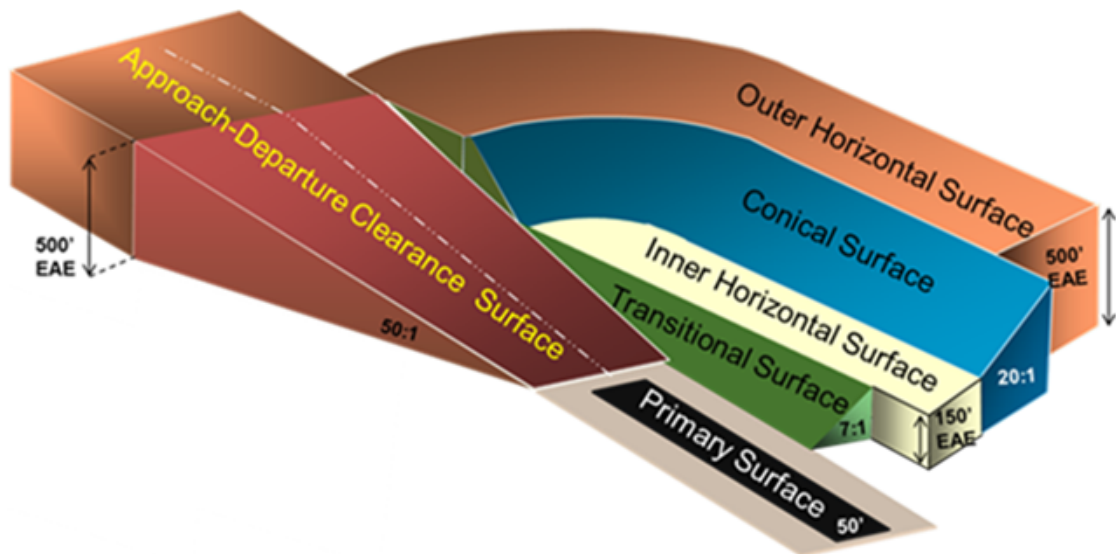 Approach-Departure Clearance Surface
Outer Horizontal Surface
Conical Surface
Inner Horizontal Surface
Transitional Surface
Primary Surface 50'
500'
EAE
50:1
500'
EAE
20:1
150'
EAE
7:1